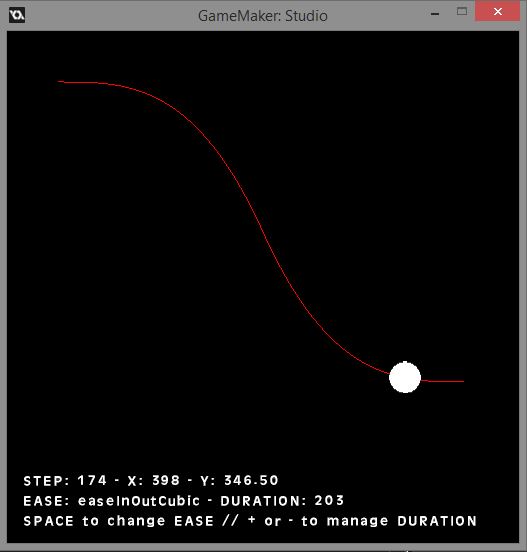 GameMaker: Studio
STEP: 174 - X: 398 - Y: 346.50
EASE: easeInOutCubic - DURATION: 203
SPACE to change EASE // + or - to manage DURATION